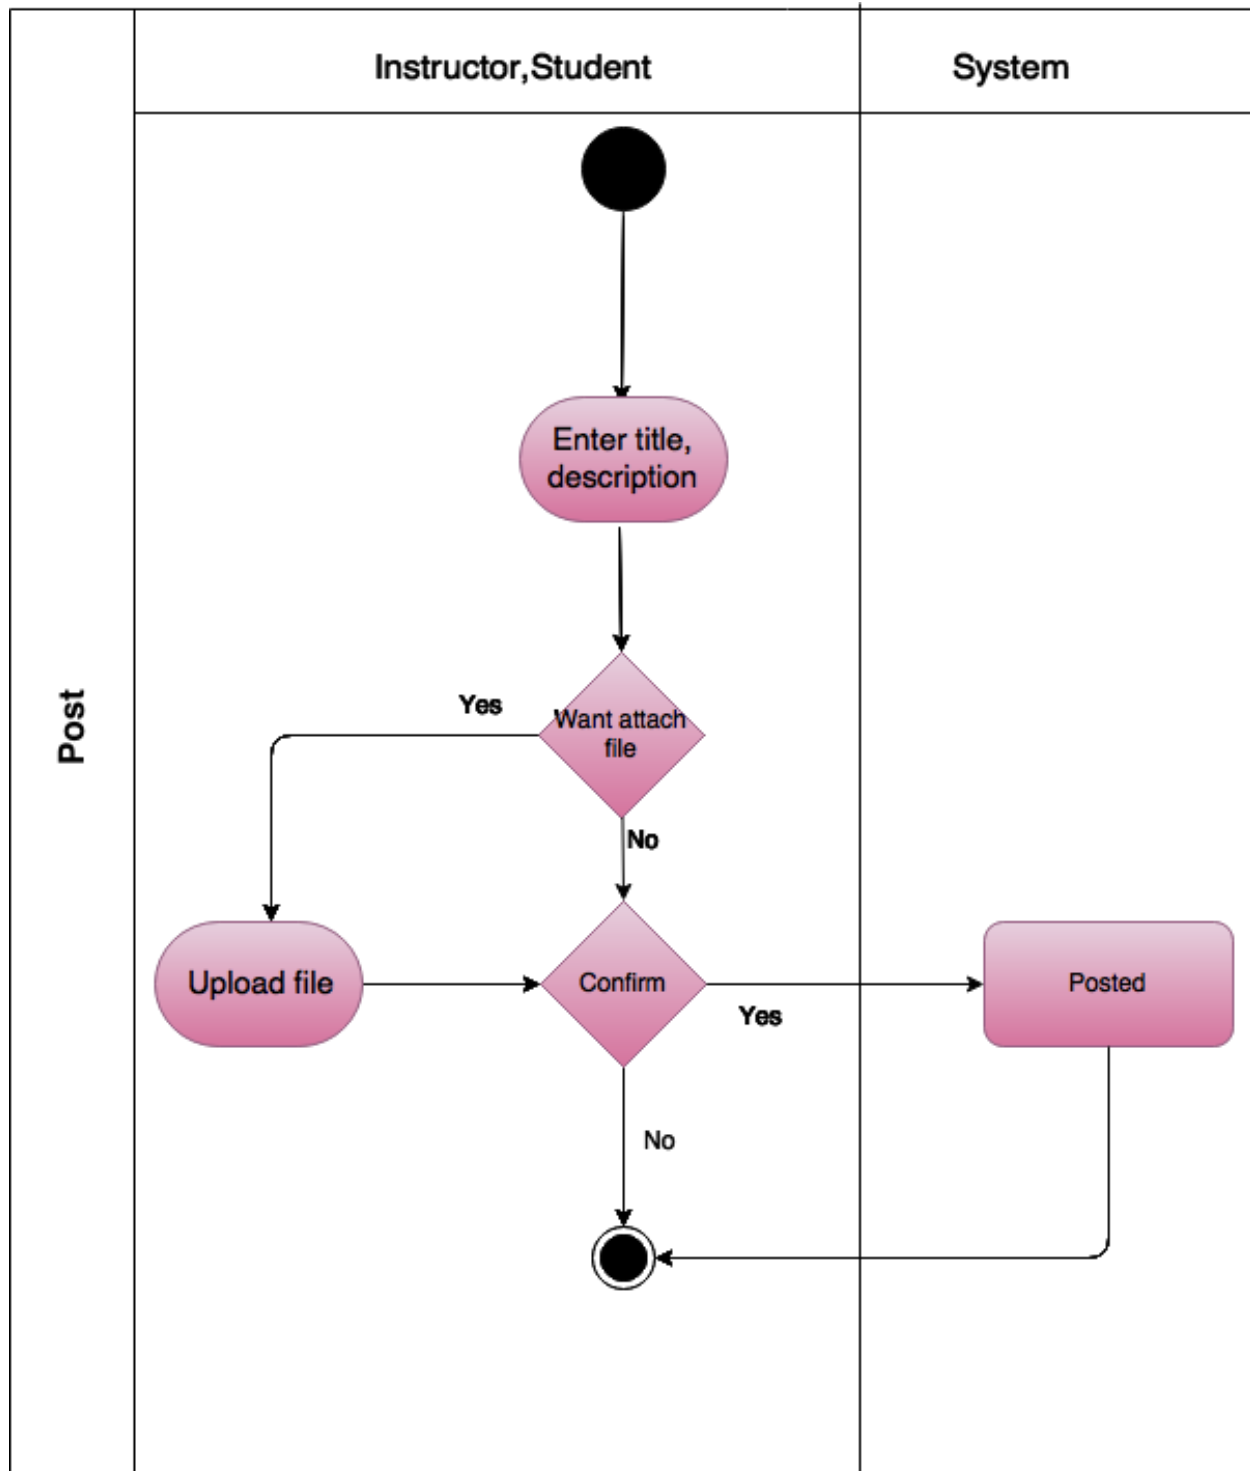 Instructor,Student
System
Post
Enter title,
description
Want attach
file
Yes
No
Upload file
Confirm
Yes
Posted
No